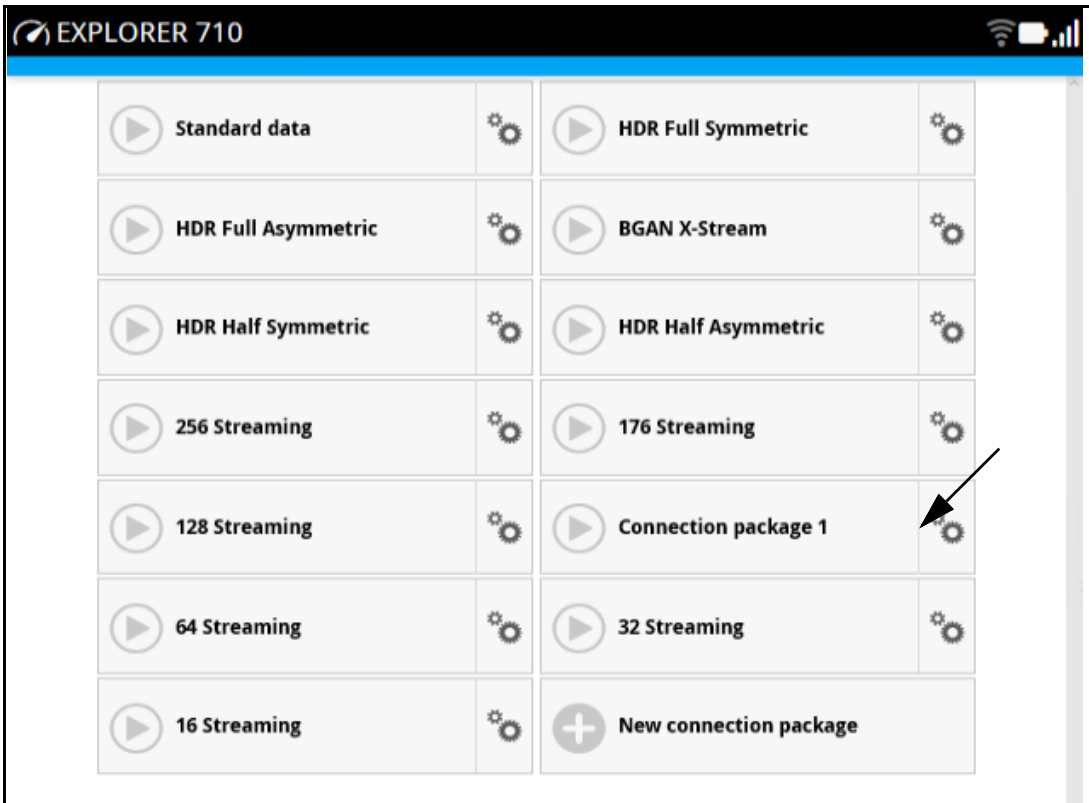 EXPLORER 710
Standard data
HDR Full Symmetric
HDR Full Asymmetric
BGAN X-Stream
HDR Half Symmetric
HDR Half Asymmetric
256 Streaming
176 Streaming
128 Streaming
Connection package 1
64 Streaming
32 Streaming
16 Streaming
New connection package